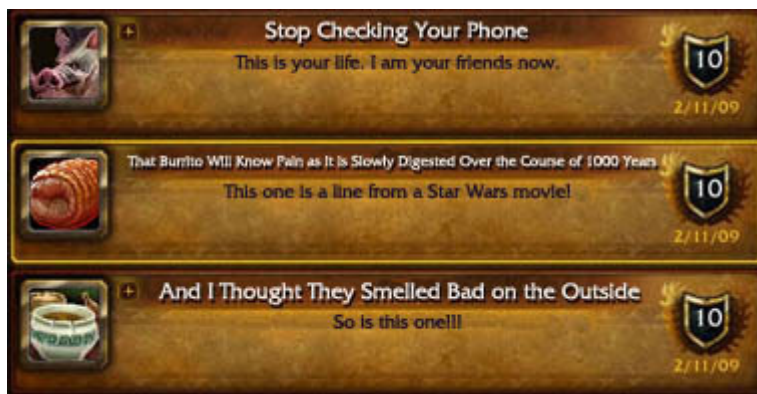 Stop Checking Your Phone
This is your life. I am your friends now.
10
2/11/09
That Burrito Will Know Pain as It Is Slowly Digested Over the Course of 1000 Years
This one is a line from a Star Wars movie!
10
2/11/09
And I Thought They Smelled Bad on the Outside
So is this one!!!
10
2/11/09